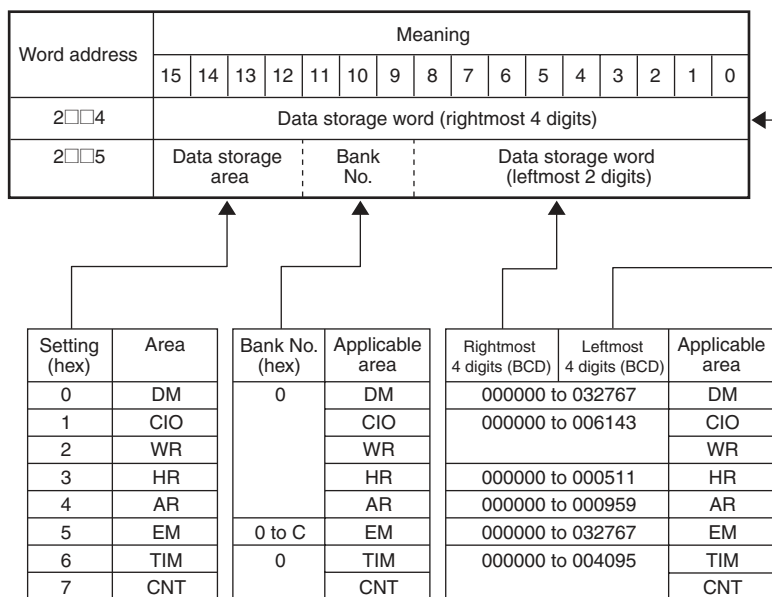 Word address
Meaning
15 14 13 12 11 10 9 8 7 6 5 4 3 2 1 0
2□□4 Data storage word (rightmost 4 digits)
2□□5 Data storage area Bank No. Data storage word (leftmost 2 digits)
Setting (hex) Area
0 DM
1 CIO
2 WR
3 HR
4 AR
5 EM
6 TIM
7 CNT
Bank No. (hex) Applicable area
0 DM
CIO
WR
HR
AR
0 to C EM
0 TIM
CNT
Rightmost 4 digits (BCD) Leftmost 4 digits (BCD) Applicable area
000000 to 032767 DM
000000 to 006143 CIO
WR
000000 to 000511 HR
000000 to 000959 AR
000000 to 032767 EM
000000 to 004095 TIM
CNT